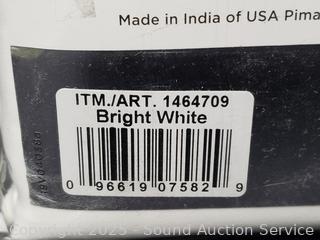 Made in India of USA Pima
ITM./ART. 1464709
Bright White
0 96619 07582 9
Copyright 2025 - Sound Auction Service